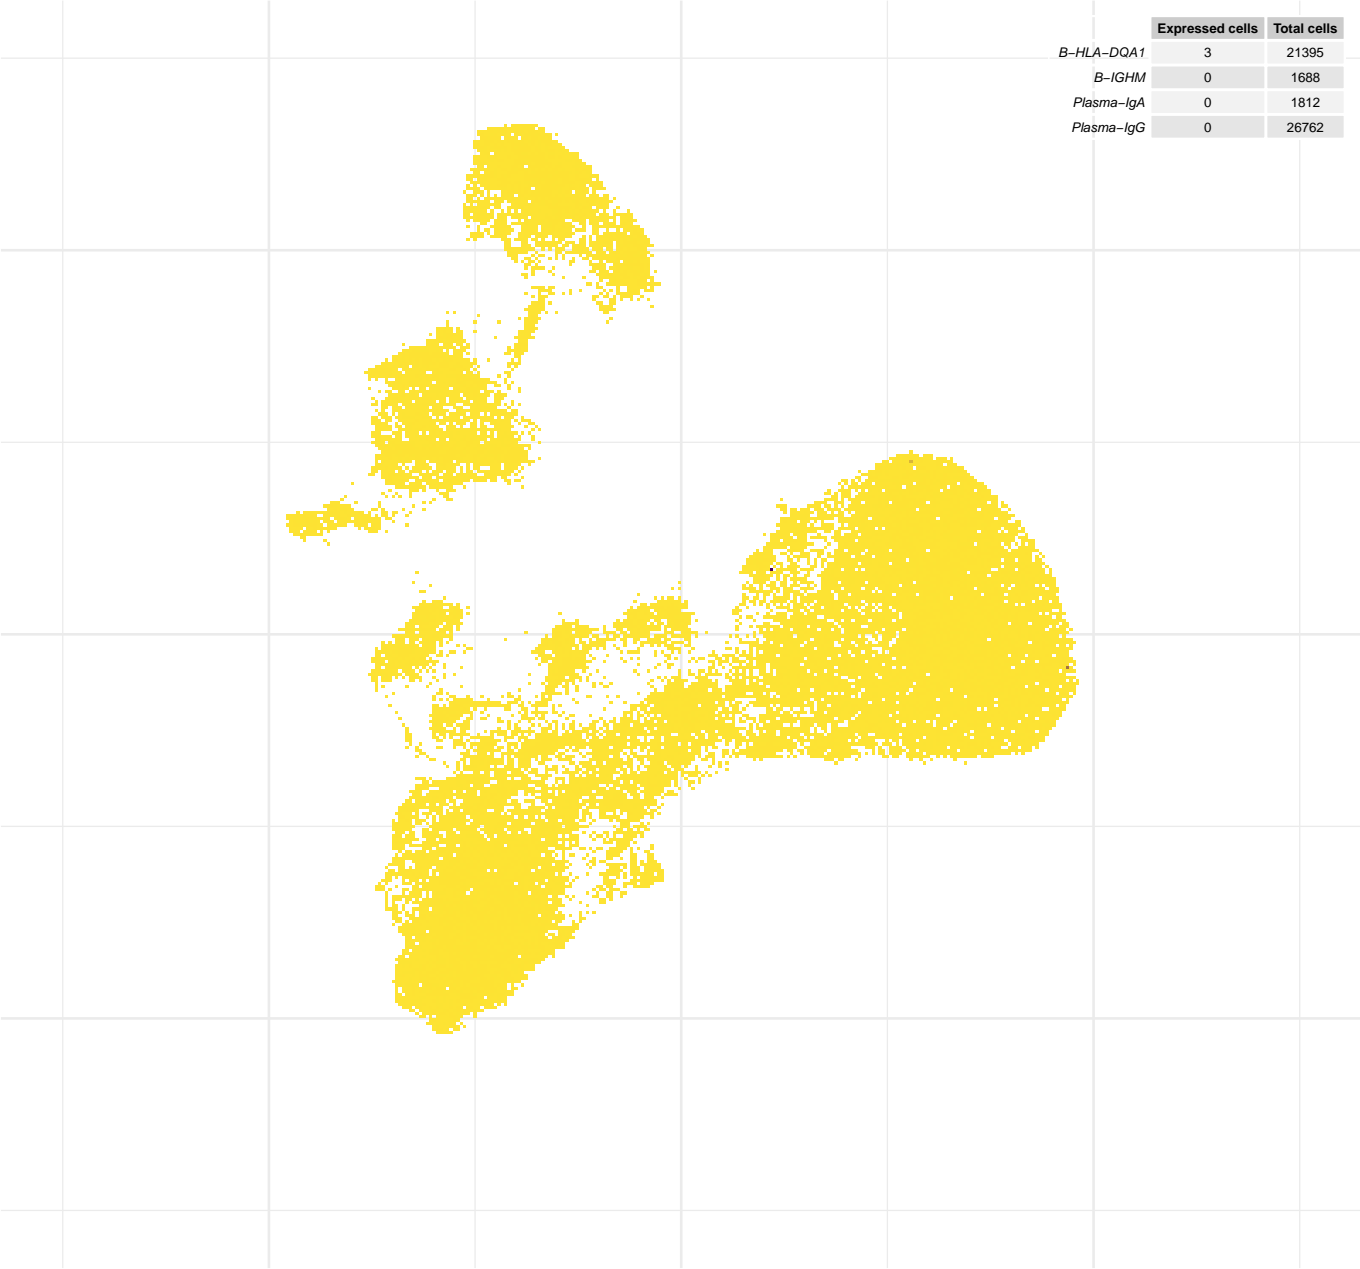 Expressed cells Total cells
B−HLA−DQA1 3 21395
B−IGHM 0 1688
Plasma−IgA 0 1812
Plasma−IgG 0 26762